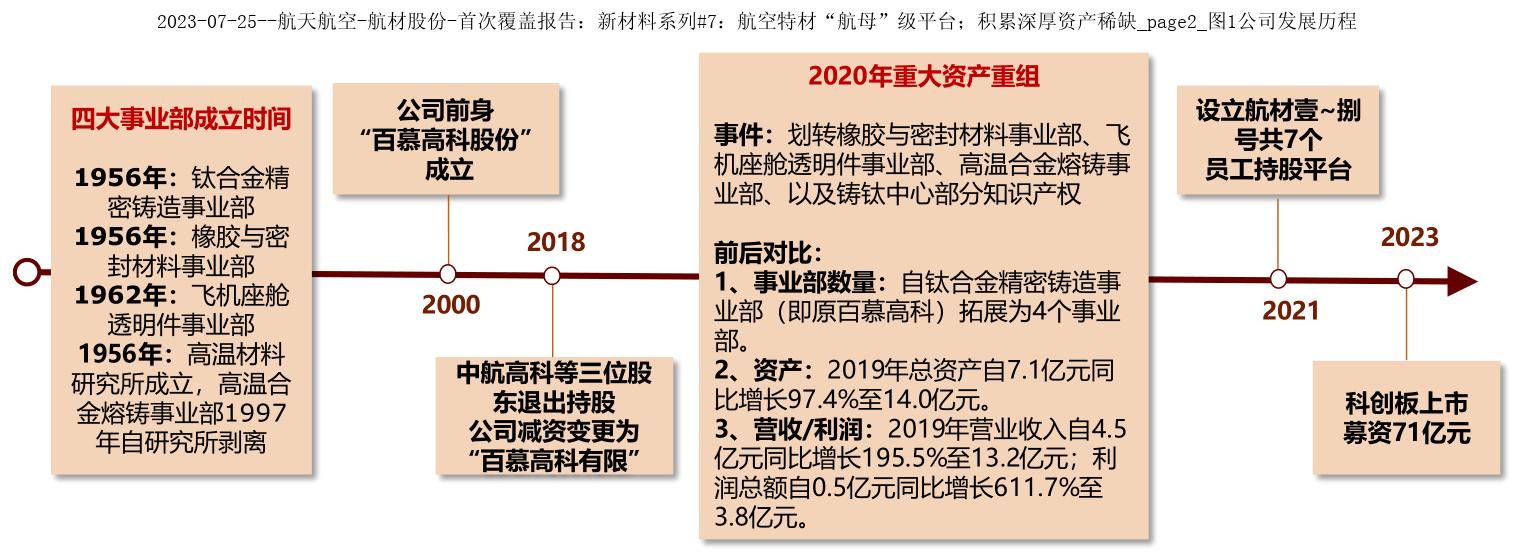 2023-07-25--航天航空-航材股份-首次覆盖报告：新材料系列#7：航空特材“航母”级平台；积累深厚资产稀缺_page2_图1公司发展历程
四大事业部成立时间
1956年：钛合金精
密铸造事业部
1956年：橡胶与密
封材料事业部
1962年：飞机座舱
透明件事业部
1956年：高温材料
研究所成立，高温合
金熔铸事业部1997
年自研究所剥离
公司前身
“百慕高科股份”
成立
2000
2018
中航高科等三位股
东退出持股
公司减资变更为
“百慕高科有限”
2020年重大资产重组
事件：划转橡胶与密封材料事业部、飞
机座舱透明件事业部、高温合金熔铸事
业部、以及铸钛中心部分知识产权
前后对比：
1、事业部数量：自钛合金精密铸造事
业部（即原百慕高科）拓展为4个事业
部。
2、资产：2019年总资产自7.1亿元同
比增长97.4%至14.0亿元。
3、营收/利润：2019年营业收入自4.5
亿元同比增长195.5%至13.2亿元；利
润总额自0.5亿元同比增长611.7%至
3.8亿元。
设立航材壹~捌
号共7个
员工持股平台
2021
2023
科创板上市
募资71亿元